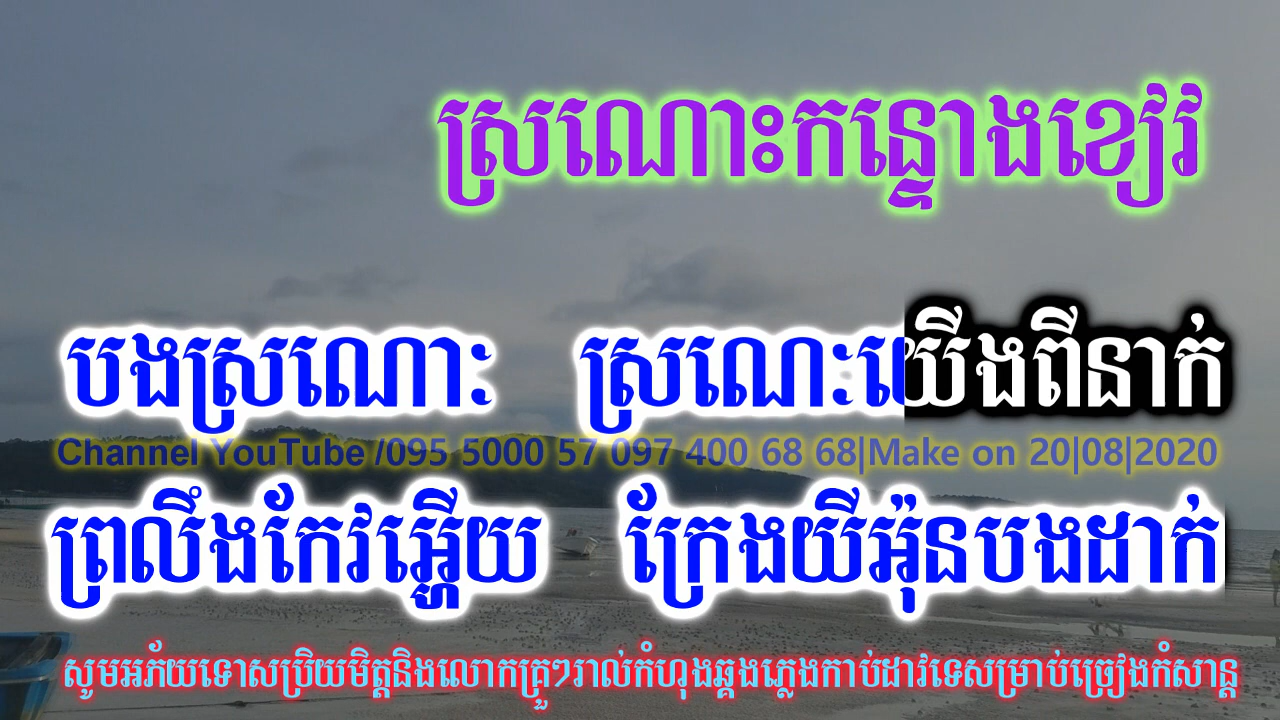 ស្រណោះកន្ទោងខៀវ
បងស្រណោះ ស្រណេះឈើងពីនាក់
Channel YouTube /095 5000 57 097 400 68 68|Make on 20|08|2020
ព្រលឹងកែវអ្ហើយ ក្រែងយីអ៊ុនបងដាក់
សូមអភ័យទោសប្រិយមិត្តនិងលោកគ្រូៗរាល់កំហុងឆ្គងភ្លេងកាប់ដាវទេសម្រាប់ច្រៀងកំសាន្ត